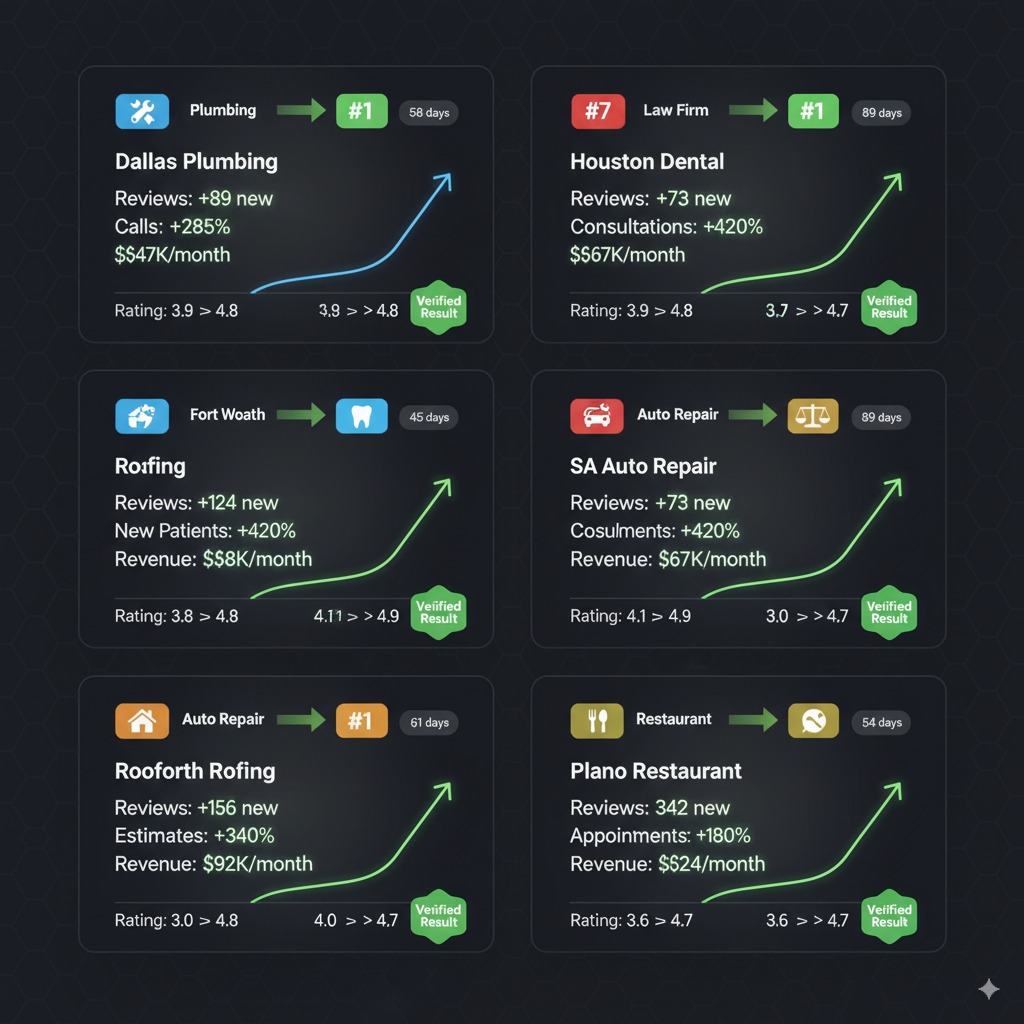 Plumbing #1 58 days
Dallas Plumbing
Reviews: +89 new
Calls: +285%
$$47K/month
Rating: 3.9 > 4.8 3.9 > > 4.8
Verified
Result
#7 Law Firm #1 89 days
Houston Dental
Reviews: +73 new
Consultations: +420%
$$67K/month
Rating: 3.9 > 4.8 3.7 > > 4.7
Verified
Result
Fort Woath 45 days
Roıfing
Reviews: +124 new
New Patients: +420%
Revenue: $$8K/month
Rating: 3.8 > 4.8 4.11 > > 4.9
Verified
Result
Auto Repair 89 days
SA Auto Repair
Reviews: +73 new
Cosulments: +420%
Revenue: $67K/month
Rating: 4.1 > 4.9 3.0 > > 4.7
Verified
Result
Auto Repair #1 61 days
Rooforth Rofing
Reviews: +156 new
Estimates: +340%
Revenue: $92K/month
Rating: 3.0 > 4.8 4.0 > > 4.7
Verified
Result
Restaurant 54 days
Plano Restaurant
Reviews: 342 new
Appoinments: +180%
Revenue: $$24/month
Rating: 3.6 > 4.7 3.6 > > 4.7
Verified
Result